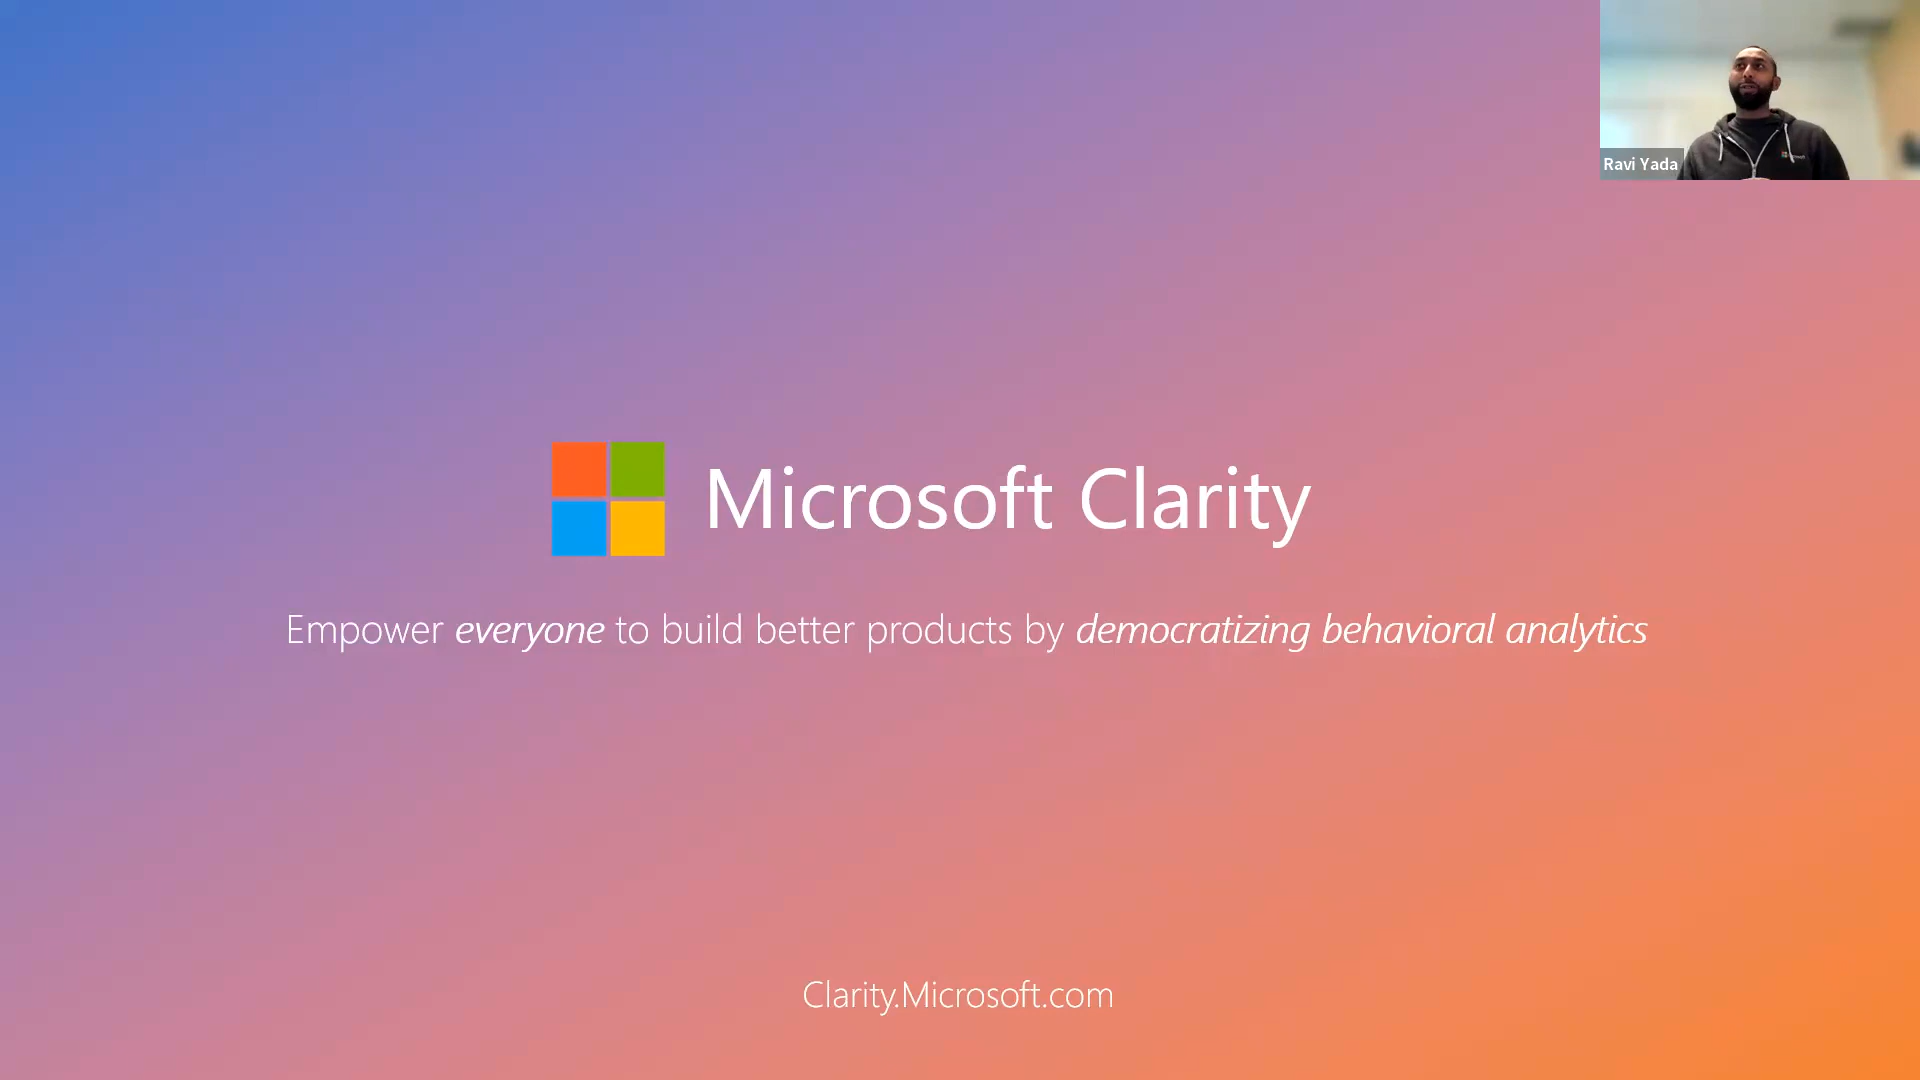 Ravi Yada
Microsoft Clarity
Empower everyone to build better products by democratizing behavioral analytics
Clarity.Microsoft.com